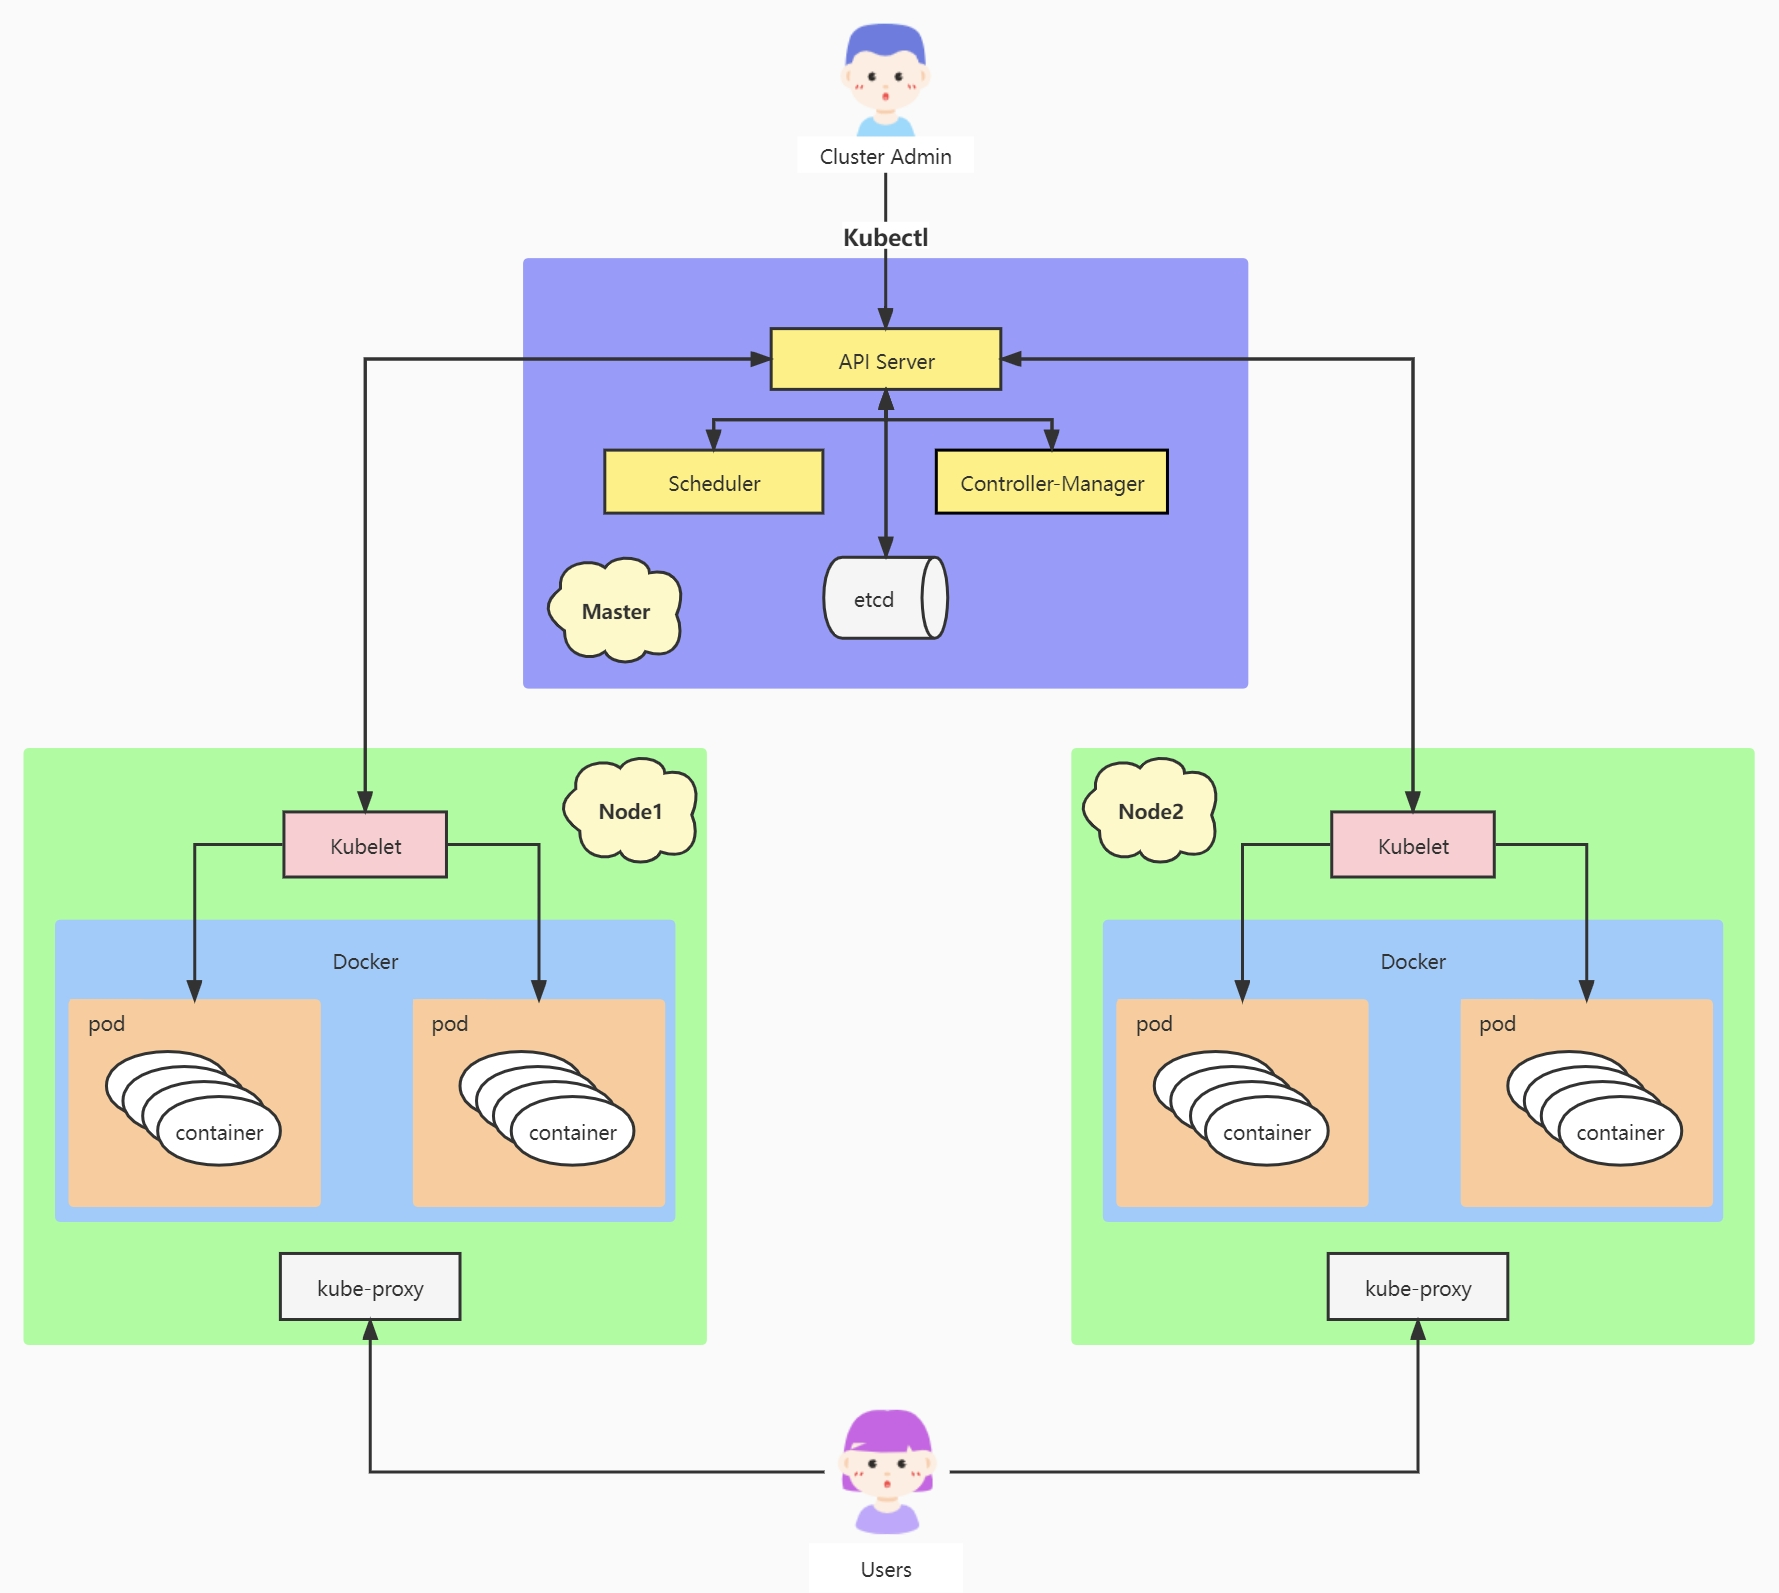 Cluster Admin
Kubectl
API Server
Scheduler
Controller-Manager
Master
etcd
Node1
Kubelet
Docker
pod
container
pod
container
kube-proxy
Node2
Kubelet
Docker
pod
container
pod
container
kube-proxy
Users